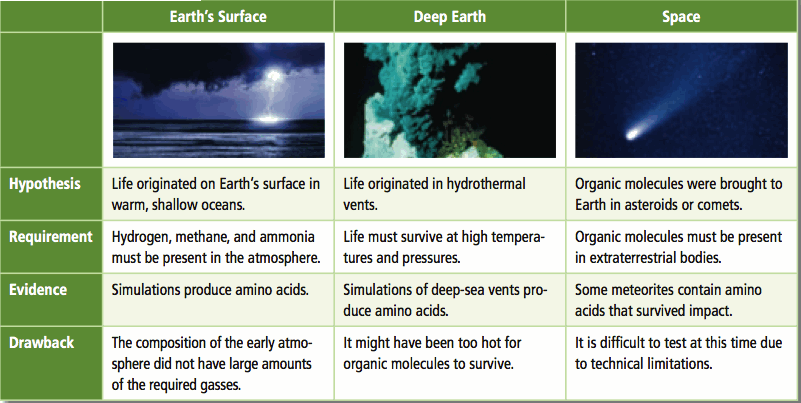 Earth's Surface
Deep Earth
Space
Hypothesis
Life originated on Earth's surface in
warm, shallow oceans.
Life originated in hydrothermal
vents.
Organic molecules were brought to
Earth in asteroids or comets.
Requirement
Hydrogen, methane, and ammonia
must be present in the atmosphere.
Life must survive at high tempera-
tures and pressures.
Organic molecules must be present
in extraterrestrial bodies.
Evidence
Simulations produce amino acids.
Simulations of deep-sea vents pro-
duce amino acids.
Some meteorites contain amino
acids that survived impact.
Drawback
The composition of the early atmo-
sphere did not have large amounts
of the required gasses.
It might have been too hot for
organic molecules to survive.
It is difficult to test at this time due
to technical limitations.